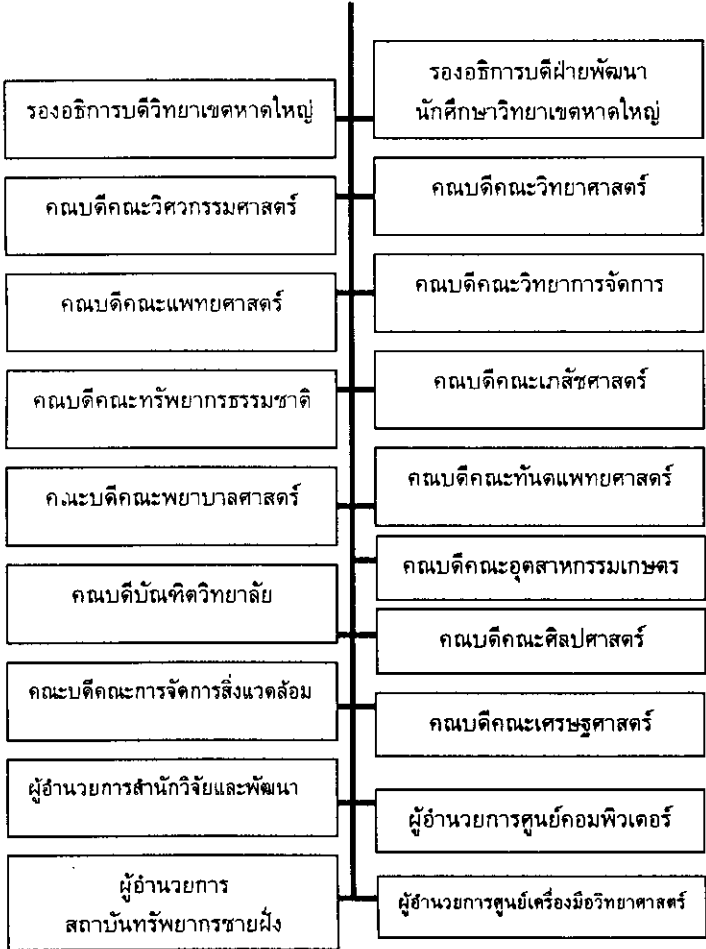 รองอธิการบดีวิทยาเขตหาดใหญ่
รองอธิการบดีฝ่ายพัฒนา
นักศึกษาวิทยาเขตหาดใหญ่
คณบดีคณะวิศวกรรมศาสตร์
คณบดีคณะวิทยาศาสตร์
คณบดีคณะแพทยศาสตร์
คณบดีคณะวิทยาการจัดการ
คณบดีคณะทรัพยากรธรรมชาติ
คณบดีคณะเภสัชศาสตร์
คณะบดีคณะพยาบาลศาสตร์
คณบดีคณะทันตแพทยศาสตร์
คณบดีคณะอุตสาหกรรมเกษตร
คณบดีบัณฑิตวิทยาลัย
คณบดีคณะศิลปศาสตร์
คณะบดีคณะการจัดการสิ่งแวดล้อม
คณบดีคณะเศรษฐศาสตร์
ผู้อำนวยการสำนักวิจัยและพัฒนา
ผู้อำนวยการศูนย์คอมพิวเตอร์
ผู้อำนวยการ
สถาบันทรัพยากรชายฝั่ง
ผู้อำนวยการศูนย์เครื่องมือวิทยาศาสตร์